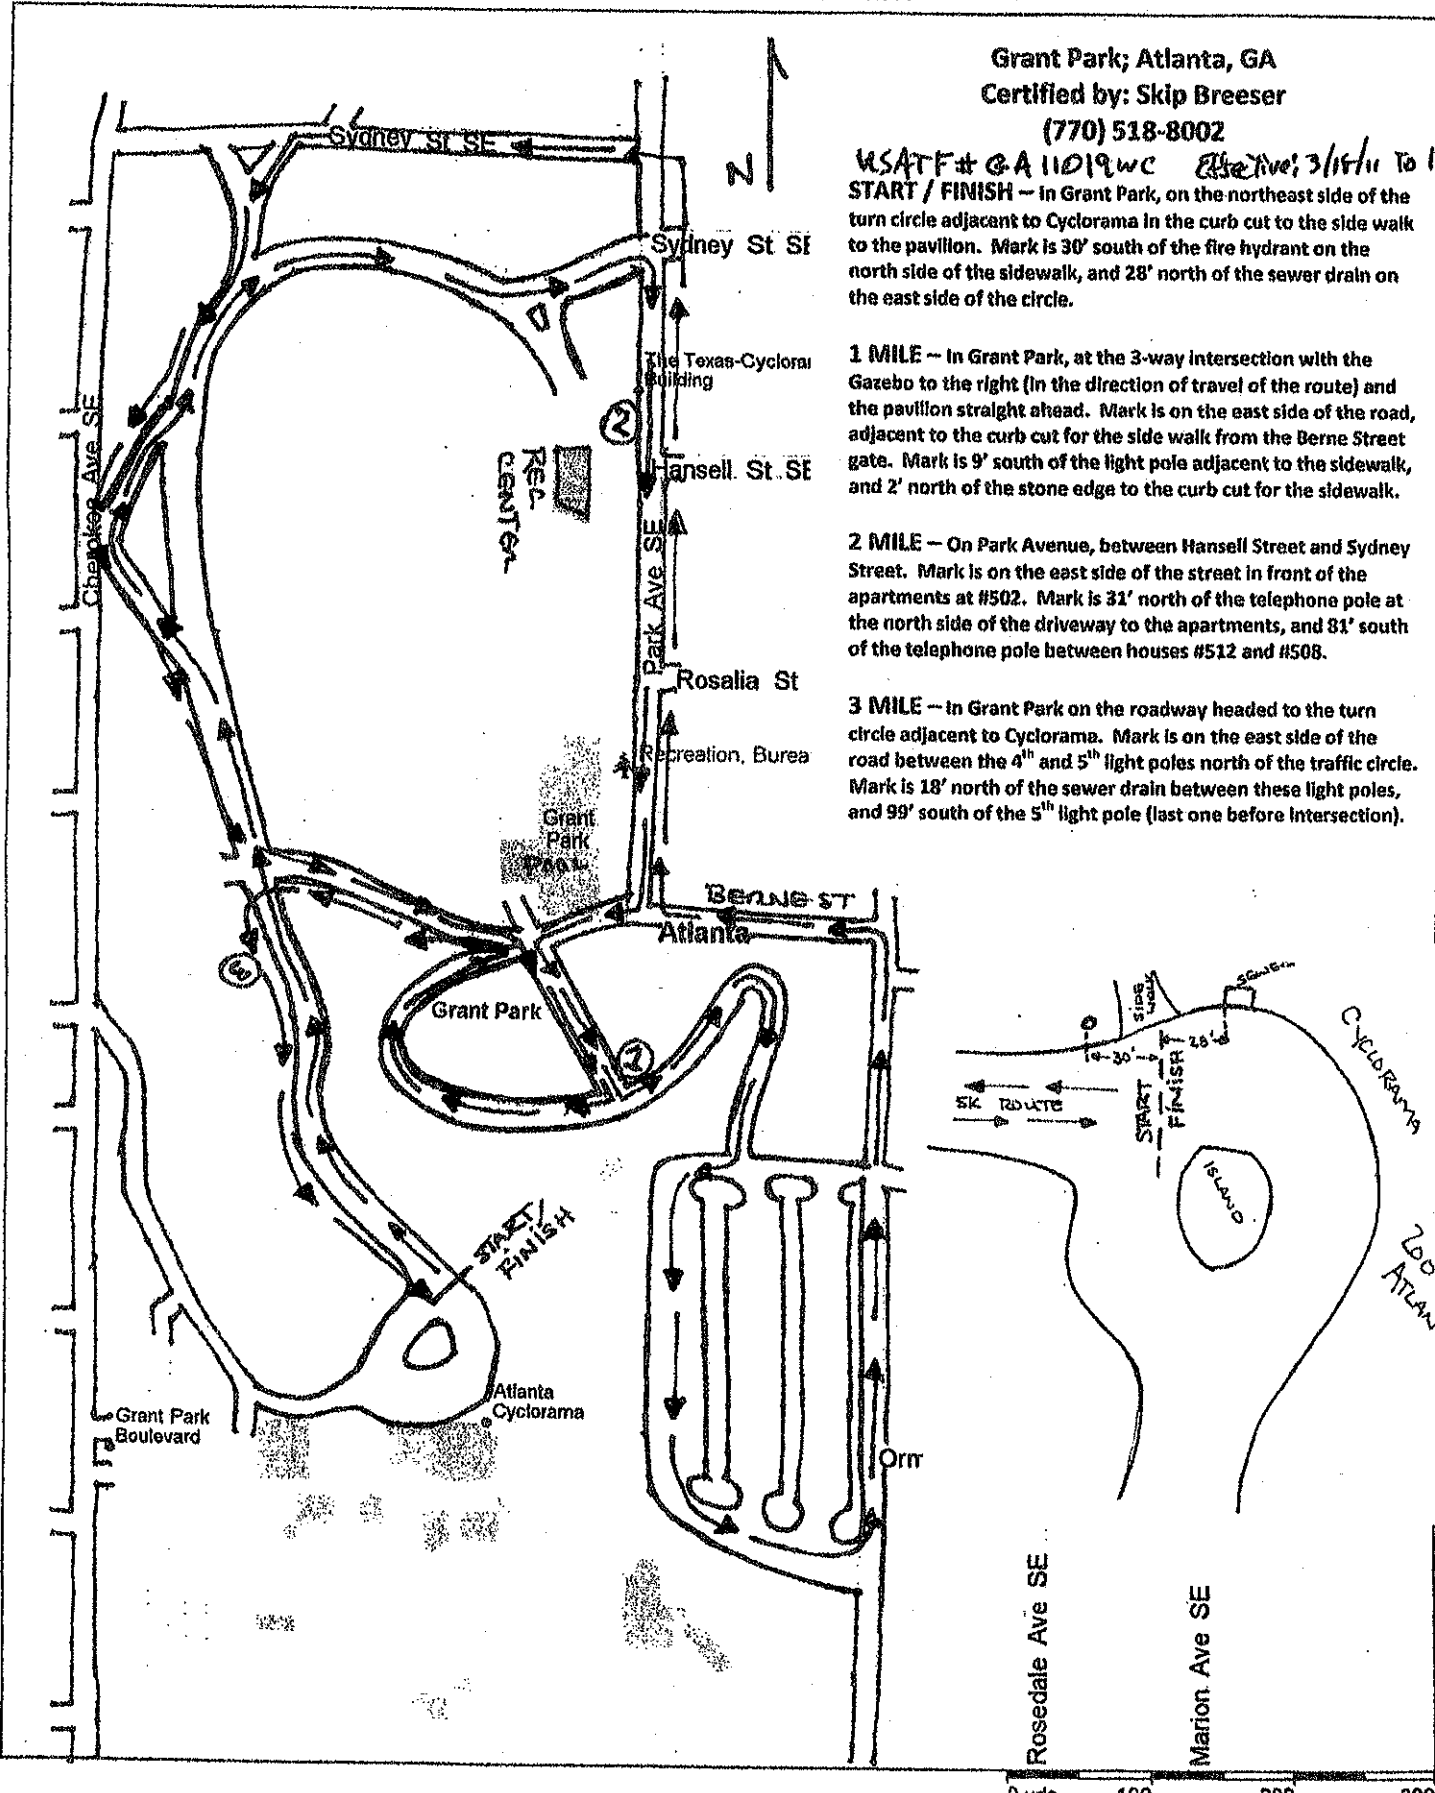 Grant Park; Atlanta, GA
Certified by: Skip Breeser
(770) 518-8002
USATF# GA 11019WC Effective: 3/15/11 To 1
START / FINISH – In Grant Park, on the northeast side of the
turn circle adjacent to Cyclorama in the curb cut to the side walk
to the pavilion. Mark is 30' south of the fire hydrant on the
north side of the sidewalk, and 28' north of the sewer drain on
the east side of the circle.
1 MILE – In Grant Park, at the 3-way intersection with the
Gazebo to the right (in the direction of travel of the route) and
the pavilion straight ahead. Mark is on the east side of the road,
adjacent to the curb cut for the side walk from the Berne Street
gate. Mark is 9' south of the light pole adjacent to the sidewalk,
and 2' north of the stone edge to the curb cut for the sidewalk.
2 MILE – On Park Avenue, between Hansell Street and Sydney
Street. Mark is on the east side of the street in front of the
apartments at #502. Mark is 31' north of the telephone pole at
the north side of the driveway to the apartments, and 81' south
of the telephone pole between houses #512 and #508.
3 MILE – In Grant Park on the roadway headed to the turn
circle adjacent to Cyclorama. Mark is on the east side of the
road between the 4th and 5th light poles north of the traffic circle.
Mark is 18' north of the sewer drain between these light poles,
and 99' south of the 5th light pole (last one before intersection).
N
Sydney St SE
Sydney St SE
The Texas-Cyclorai
Building
2
Hansell St SE
REC
CENTER
Cherokee Ave SE
Park Ave SE
Rosalia St
Recreation, Burea
Grant
Park
Pool
BERNE ST
Atlanta
3
Grant Park
2
START/
FINISH
Atlanta
Cyclorama
Grant Park
Boulevard
Orm
SIDE
WALK
SEWER
30'
28'
5K ROUTE
START
FINISH
ISLAND
CYCLORAMA
ZOO
ATLAN
Rosedale Ave SE
Marion Ave SE